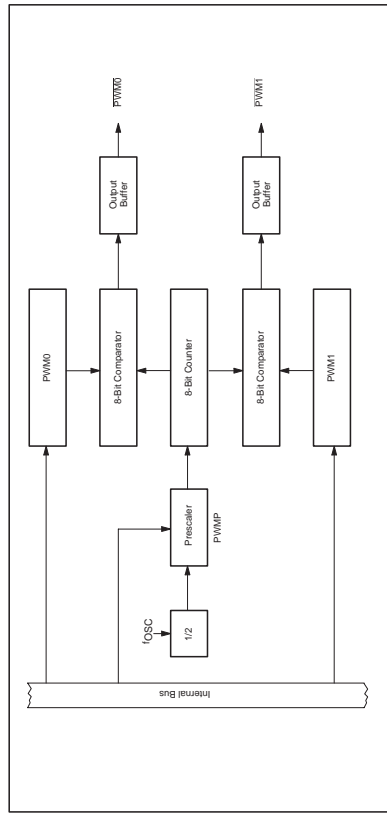 PWM0
8-Bit Comparator
Output
Buffer
PWM0
fOSC
1/2
Prescaler
PWMP
8-Bit Counter
Internal Bus
8-Bit Comparator
Output
Buffer
PWM1
PWM1